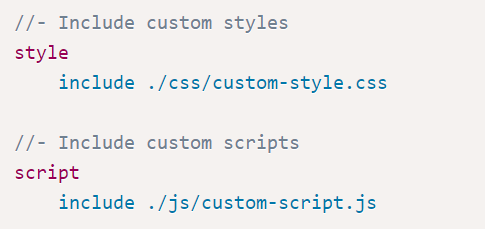 //- Include custom styles
style
    include ./css/custom-style.css

//- Include custom scripts
script
    include ./js/custom-script.js